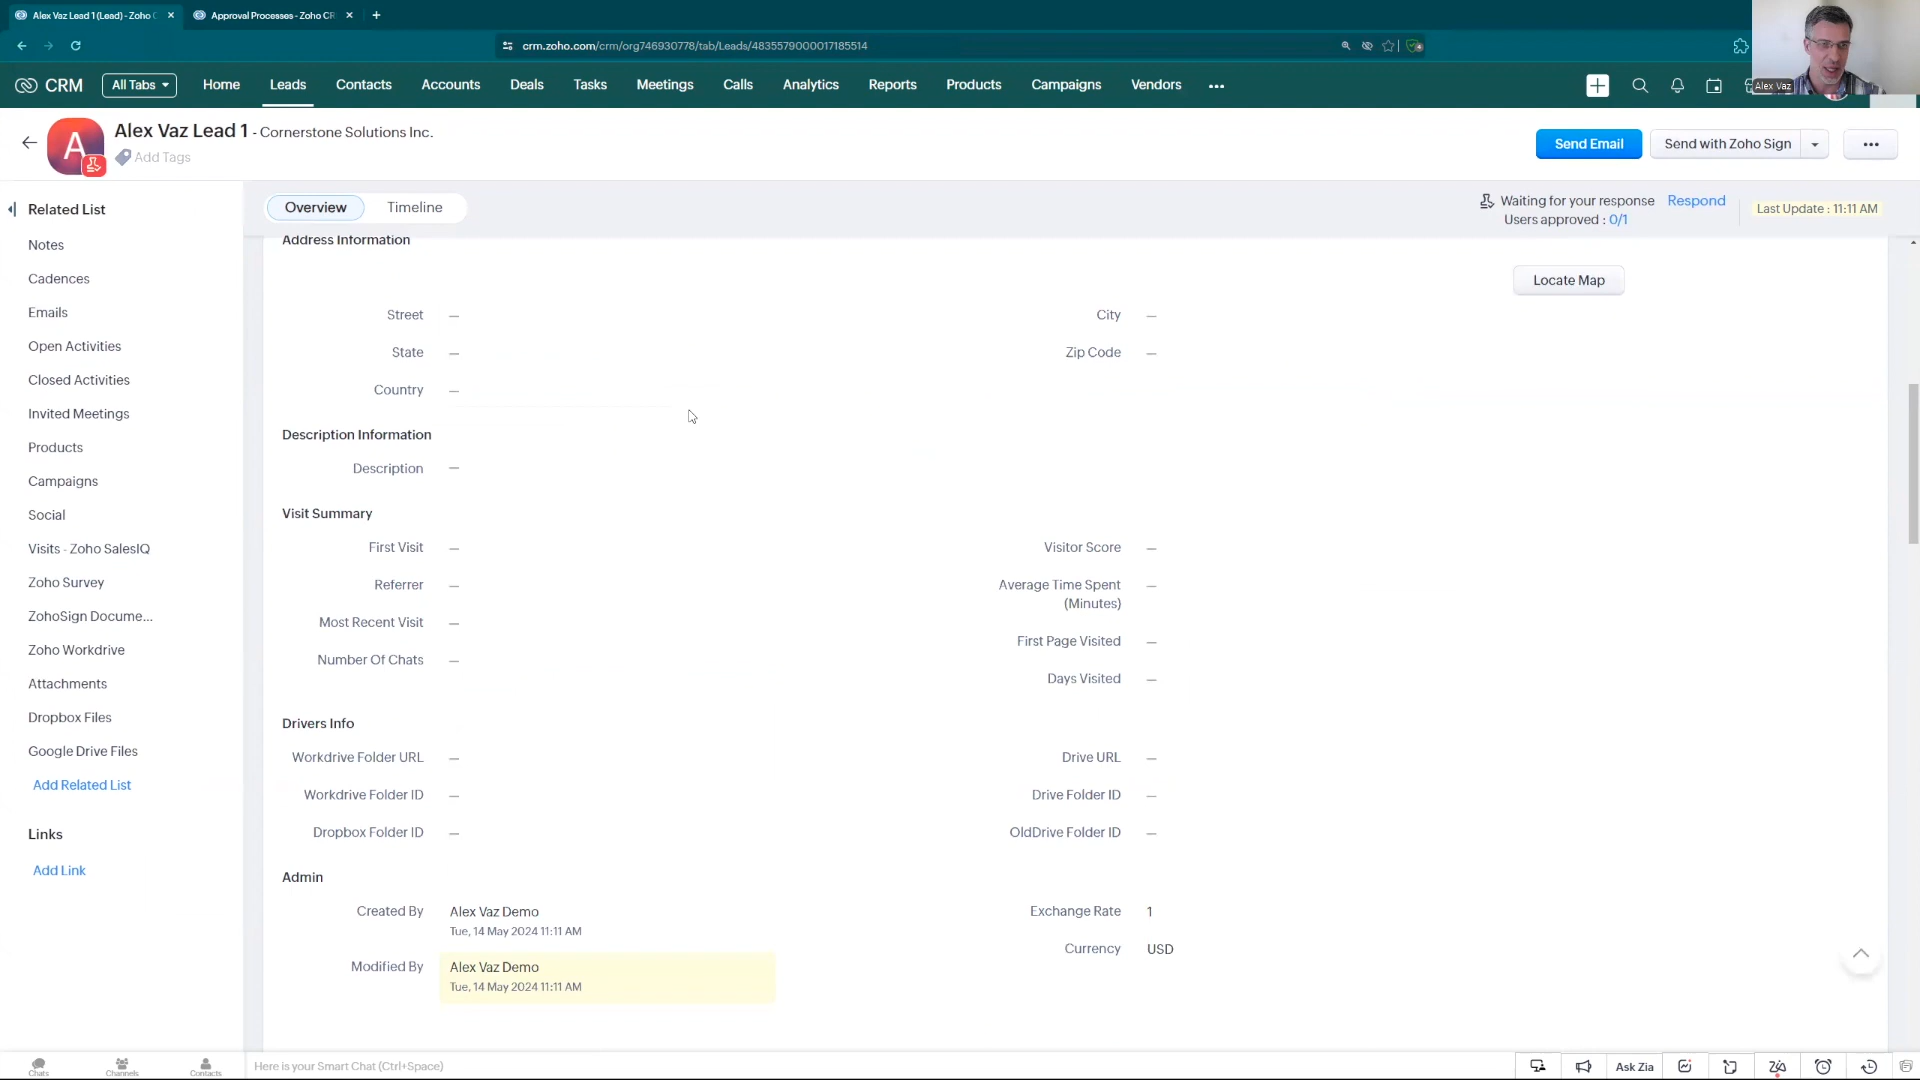 Alex Vaz Lead 1 (Lead) - Zoho C
Approval Processes - Zoho CR
crm.zoho.com/crm/org746930778/tab/Leads/4835579000017185514
CRM
All Tabs
Home
Leads
Contacts
Accounts
Deals
Tasks
Meetings
Calls
Analytics
Reports
Products
Campaigns
Vendors
Alex Vaz
A
Alex Vaz Lead 1 - Cornerstone Solutions Inc.
Add Tags
Send Email
Send with Zoho Sign
Related List
Overview
Timeline
Waiting for your response Respond
Users approved : 0/1
Last Update : 11:11 AM
Notes
Cadences
Emails
Open Activities
Closed Activities
Invited Meetings
Products
Campaigns
Social
Visits - Zoho SalesIQ
Zoho Survey
ZohoSign Docume...
Zoho Workdrive
Attachments
Dropbox Files
Google Drive Files
Add Related List
Links
Add Link
Address Information
Locate Map
Street —
City —
State —
Zip Code —
Country —
Description Information
Description —
Visit Summary
First Visit —
Visitor Score —
Referrer —
Average Time Spent —
(Minutes)
Most Recent Visit —
First Page Visited —
Number Of Chats —
Days Visited —
Drivers Info
Workdrive Folder URL —
Drive URL —
Workdrive Folder ID —
Drive Folder ID —
Dropbox Folder ID —
OldDrive Folder ID —
Admin
Created By Alex Vaz Demo
Tue, 14 May 2024 11:11 AM
Exchange Rate 1
Currency USD
Modified By Alex Vaz Demo
Tue, 14 May 2024 11:11 AM
Chats
Channels
Contacts
Here is your Smart Chat (Ctrl+Space)
Ask Zia